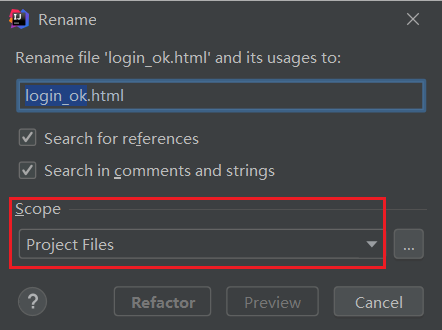 Rename
Rename file 'login_ok.html' and its usages to:
login_ok.html
Search for references
Search in comments and strings
Scope
Project Files
...
? Refactor Preview Cancel